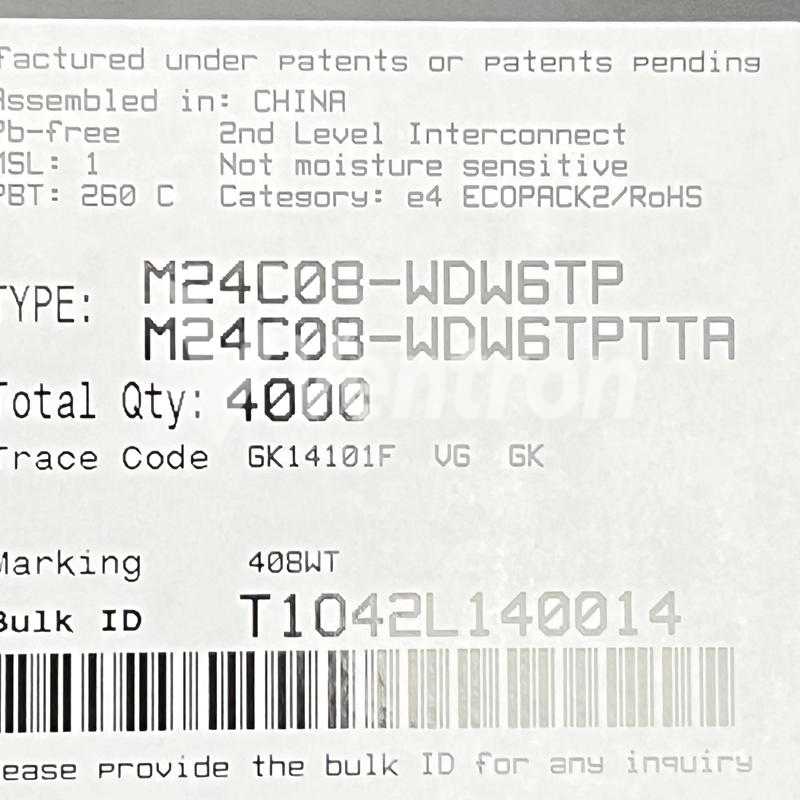 factured under patents or patents pending
Assembled in: CHINA
Pb-free 2nd Level Interconnect
MSL: 1 Not moisture sensitive
PBT: 260 C Category: e4 ECOPACK2/RoHS
TYPE: M24C08-WDW6TP
M24C08-WDW6TPTTA
Total Qty: 4000
Trace Code GK14101F VG GK
Marking 408WT
Bulk ID T1042L140014
ease provide the bulk ID for any inquiry